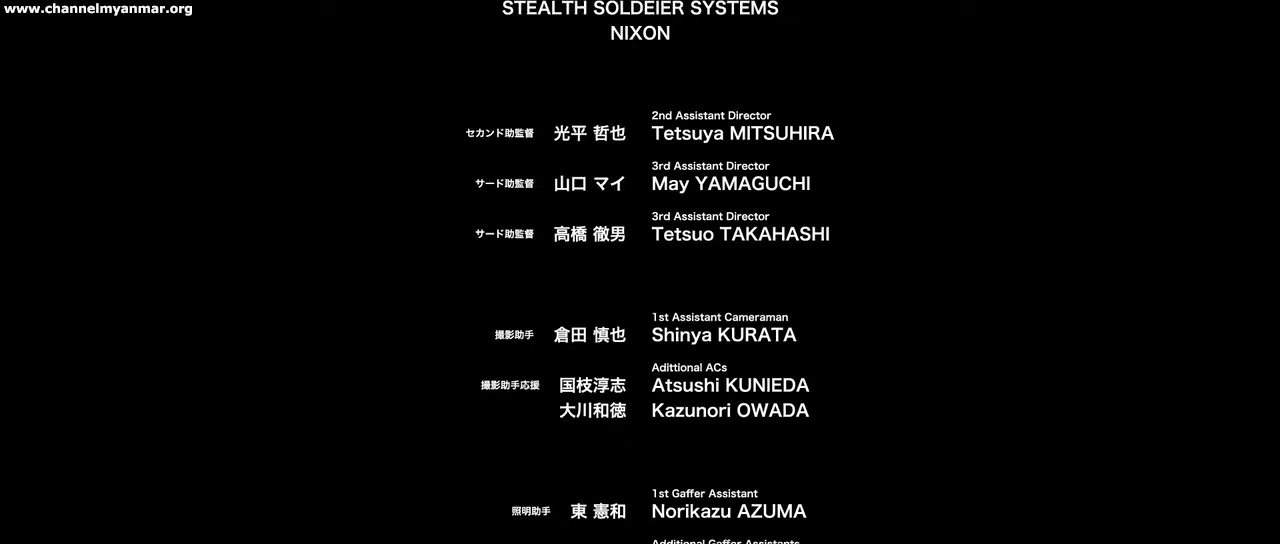 www.channelmyanmar.org
STEALTH SOLDEIER SYSTEMS
NIXON
2nd Assistant Director
セカンド助監督 光平 哲也 Tetsuya MITSUHIRA
3rd Assistant Director
サード助監督 山口 マイ May YAMAGUCHI
3rd Assistant Director
サード助監督 高橋 徹男 Tetsuo TAKAHASHI
1st Assistant Cameraman
撮影助手 倉田 慎也 Shinya KURATA
Adittional ACs
撮影助手応援 国枝淳志 Atsushi KUNIEDA
大川和徳 Kazunori OWADA
1st Gaffer Assistant
照明助手 東 憲和 Norikazu AZUMA
Additional Gaffer Assistants